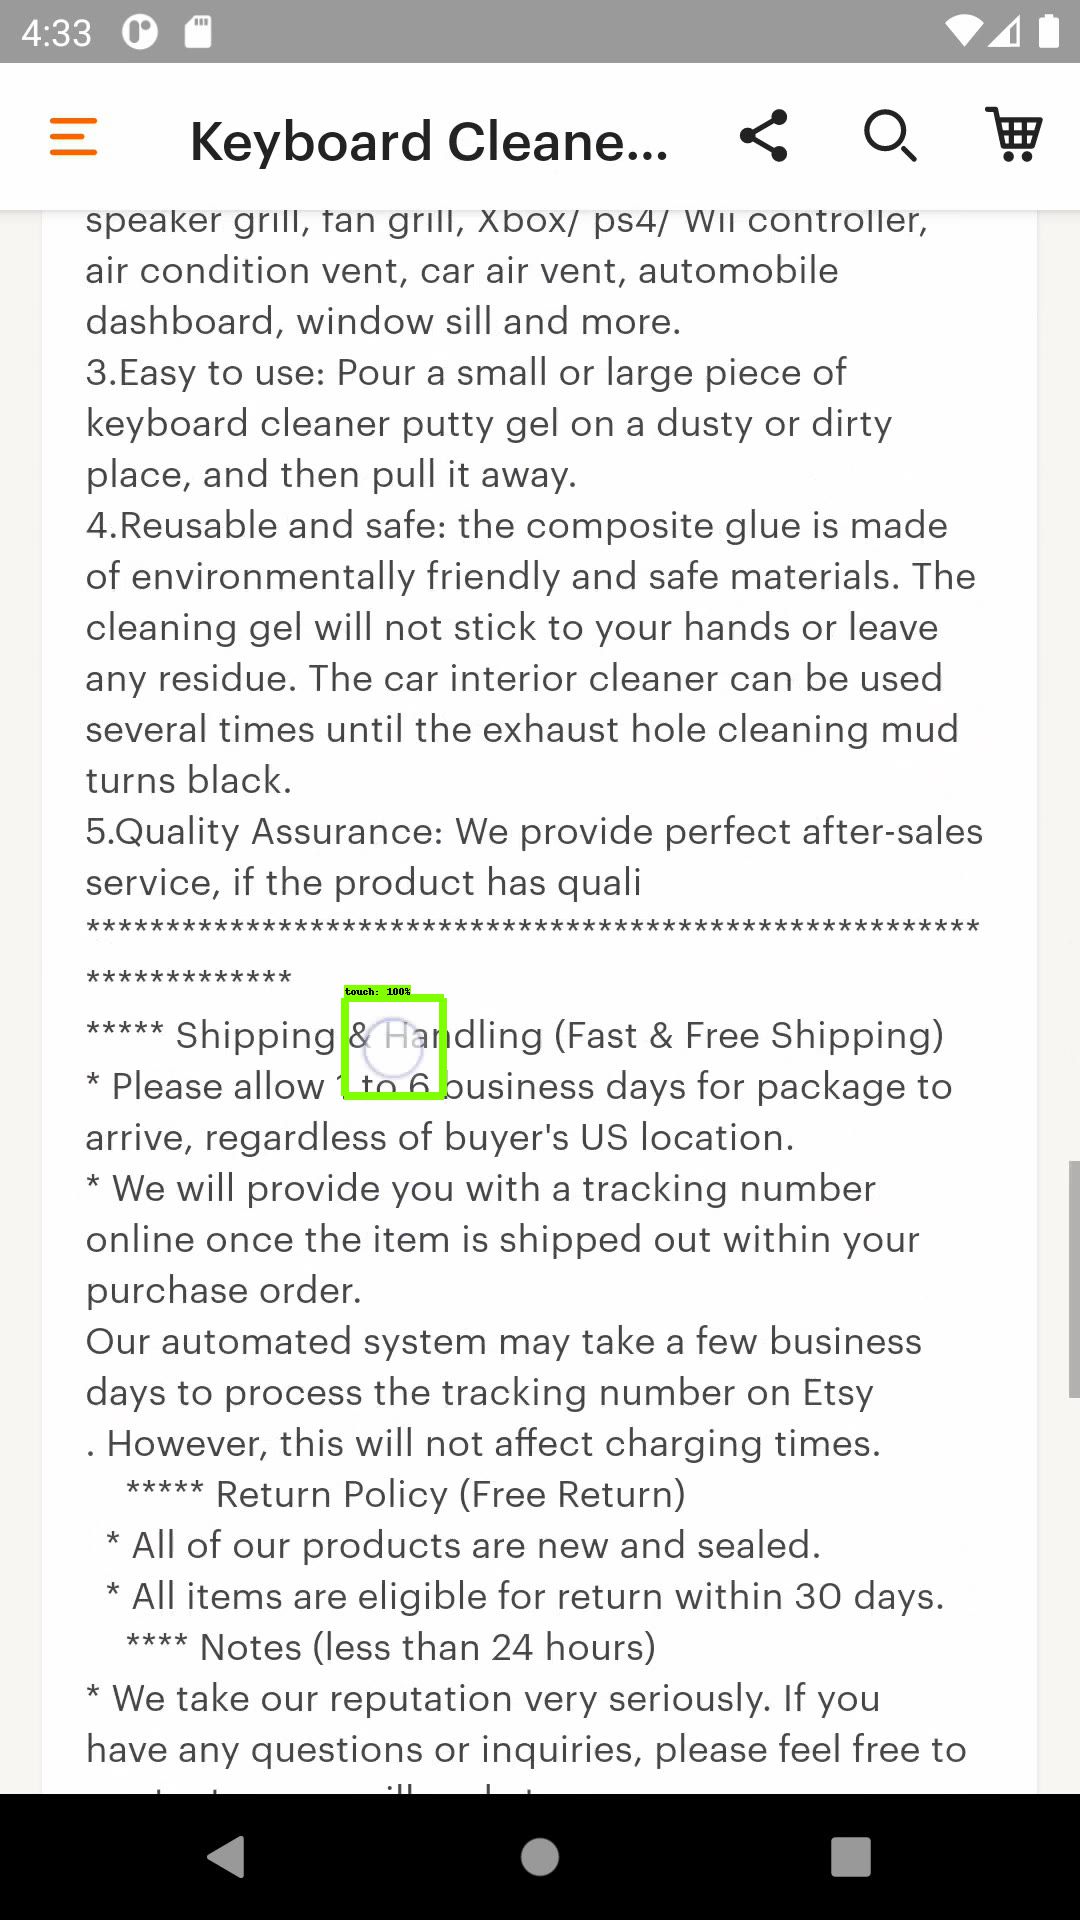 4:33
Keyboard Cleane...
speaker grill, fan grill, Xbox/ ps4/ Wii controller,
air condition vent, car air vent, automobile
dashboard, window sill and more.
3.Easy to use: Pour a small or large piece of
keyboard cleaner putty gel on a dusty or dirty
place, and then pull it away.
4.Reusable and safe: the composite glue is made
of environmentally friendly and safe materials. The
cleaning gel will not stick to your hands or leave
any residue. The car interior cleaner can be used
several times until the exhaust hole cleaning mud
turns black.
5.Quality Assurance: We provide perfect after-sales
service, if the product has quali
********************************************************
*************
touch: 100%
***** Shipping & Handling (Fast & Free Shipping)
* Please allow 1 to 6 business days for package to
arrive, regardless of buyer's US location.
* We will provide you with a tracking number
online once the item is shipped out within your
purchase order.
Our automated system may take a few business
days to process the tracking number on Etsy
. However, this will not affect charging times.
***** Return Policy (Free Return)
* All of our products are new and sealed.
* All items are eligible for return within 30 days.
**** Notes (less than 24 hours)
* We take our reputation very seriously. If you
have any questions or inquiries, please feel free to